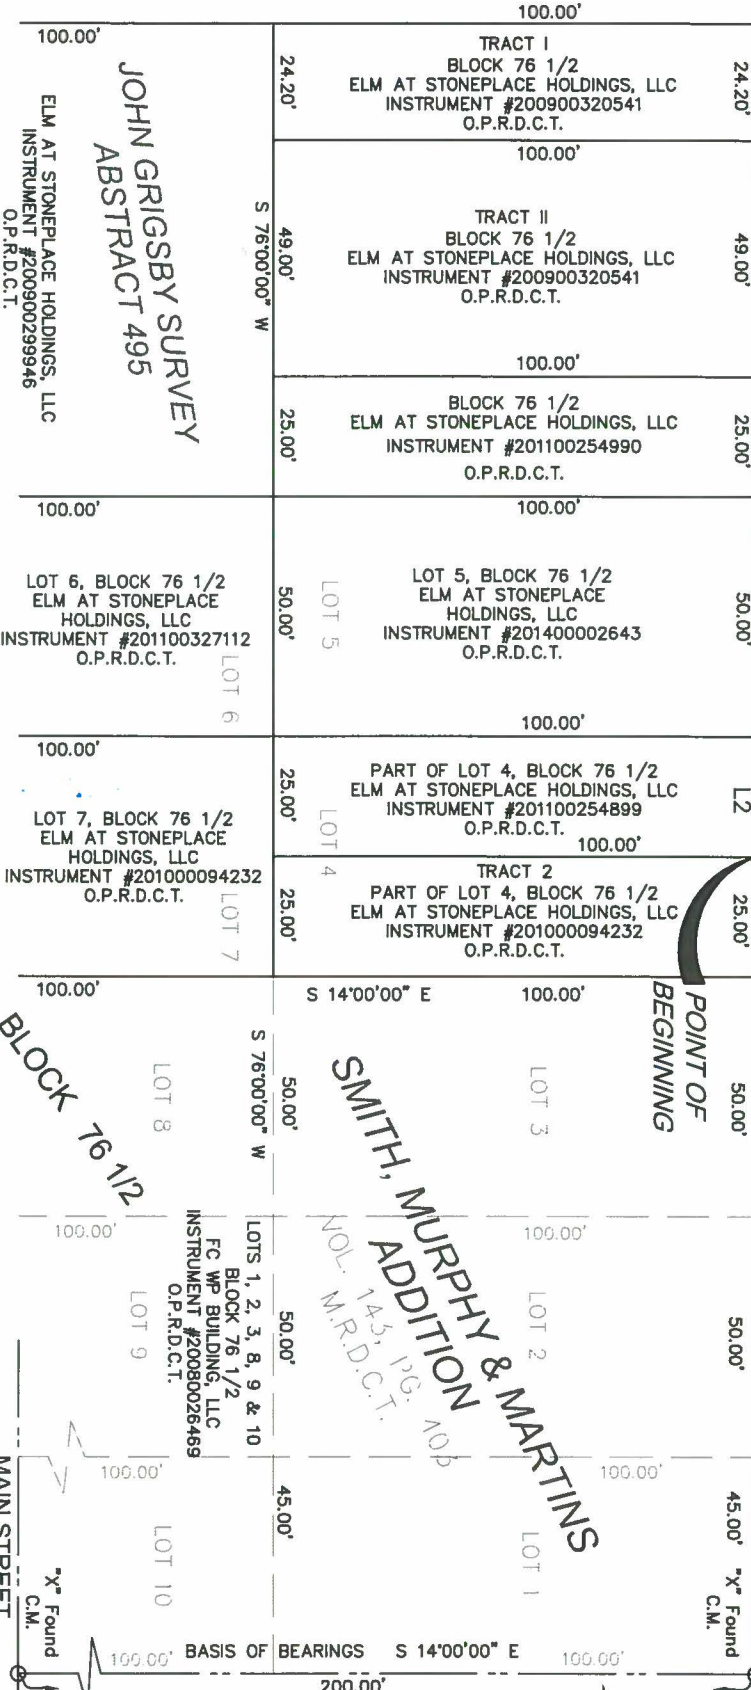 100.00'
100.00'
24.20'
TRACT I
BLOCK 76 1/2
ELM AT STONEPLACE HOLDINGS, LLC
INSTRUMENT #200900320541
O.P.R.D.C.T.
24.20'
100.00'
JOHN GRIGSBY SURVEY
ABSTRACT 495
ELM AT STONEPLACE HOLDINGS, LLC
INSTRUMENT #200900299946
O.P.R.D.C.T.
S 76°00'00" W
49.00'
TRACT II
BLOCK 76 1/2
ELM AT STONEPLACE HOLDINGS, LLC
INSTRUMENT #200900320541
O.P.R.D.C.T.
49.00'
100.00'
25.00'
BLOCK 76 1/2
ELM AT STONEPLACE HOLDINGS, LLC
INSTRUMENT #201100254990
O.P.R.D.C.T.
25.00'
100.00'
100.00'
LOT 6, BLOCK 76 1/2
ELM AT STONEPLACE
HOLDINGS, LLC
INSTRUMENT #201100327112
O.P.R.D.C.T.
LOT 6
50.00'
LOT 5
LOT 5, BLOCK 76 1/2
ELM AT STONEPLACE
HOLDINGS, LLC
INSTRUMENT #201400002643
O.P.R.D.C.T.
50.00'
100.00'
100.00'
25.00'
PART OF LOT 4, BLOCK 76 1/2
ELM AT STONEPLACE HOLDINGS, LLC
INSTRUMENT #201100254899
O.P.R.D.C.T.
100.00'
L2
LOT 4
LOT 7, BLOCK 76 1/2
ELM AT STONEPLACE
HOLDINGS, LLC
INSTRUMENT #201000094232
O.P.R.D.C.T.
LOT 7
25.00'
TRACT 2
PART OF LOT 4, BLOCK 76 1/2
ELM AT STONEPLACE HOLDINGS, LLC
INSTRUMENT #201000094232
O.P.R.D.C.T.
25.00'
100.00'
S 14°00'00" E
100.00'
POINT OF
BEGINNING
BLOCK 76 1/2
LOT 8
S 76°00'00" W
50.00'
LOT 3
50.00'
SMITH, MURPHY & MARTINS
ADDITION
VOL. 143, PG. 403
M.R.D.C.T.
100.00'
100.00'
LOT 9
LOTS 1, 2, 3, 8, 9 & 10
BLOCK 76 1/2
FC WP BUILDING, LLC
INSTRUMENT #20080026469
O.P.R.D.C.T.
50.00'
LOT 2
50.00'
100.00'
100.00'
MAIN STREET
LOT 10
45.00'
LOT 1
45.00'
"X" Found
C.M.
"X" Found
C.M.
100.00'
BASIS OF BEARINGS S 14°00'00" E
100.00'
200.00'